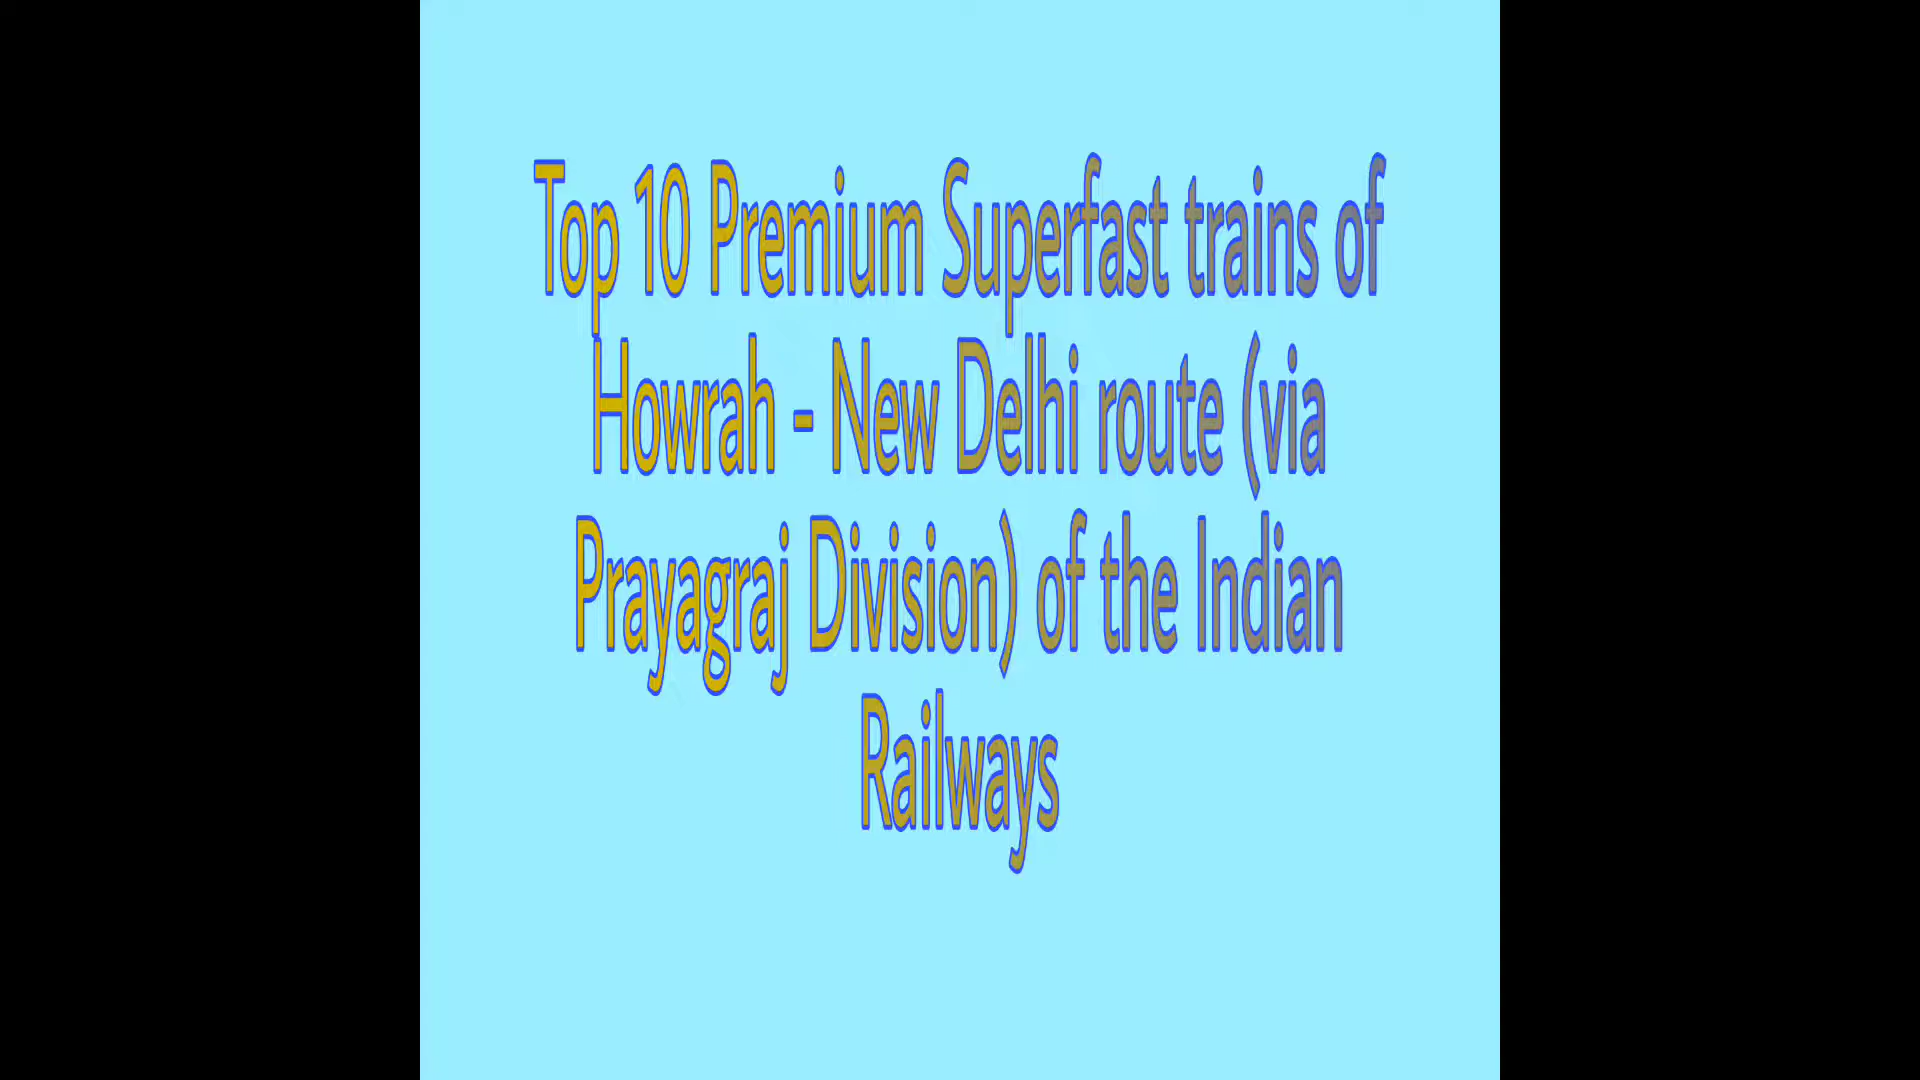 Top 10 Premium Superfast trains of
Howrah - New Delhi route (via
Prayagraj Division) of the Indian
Railways